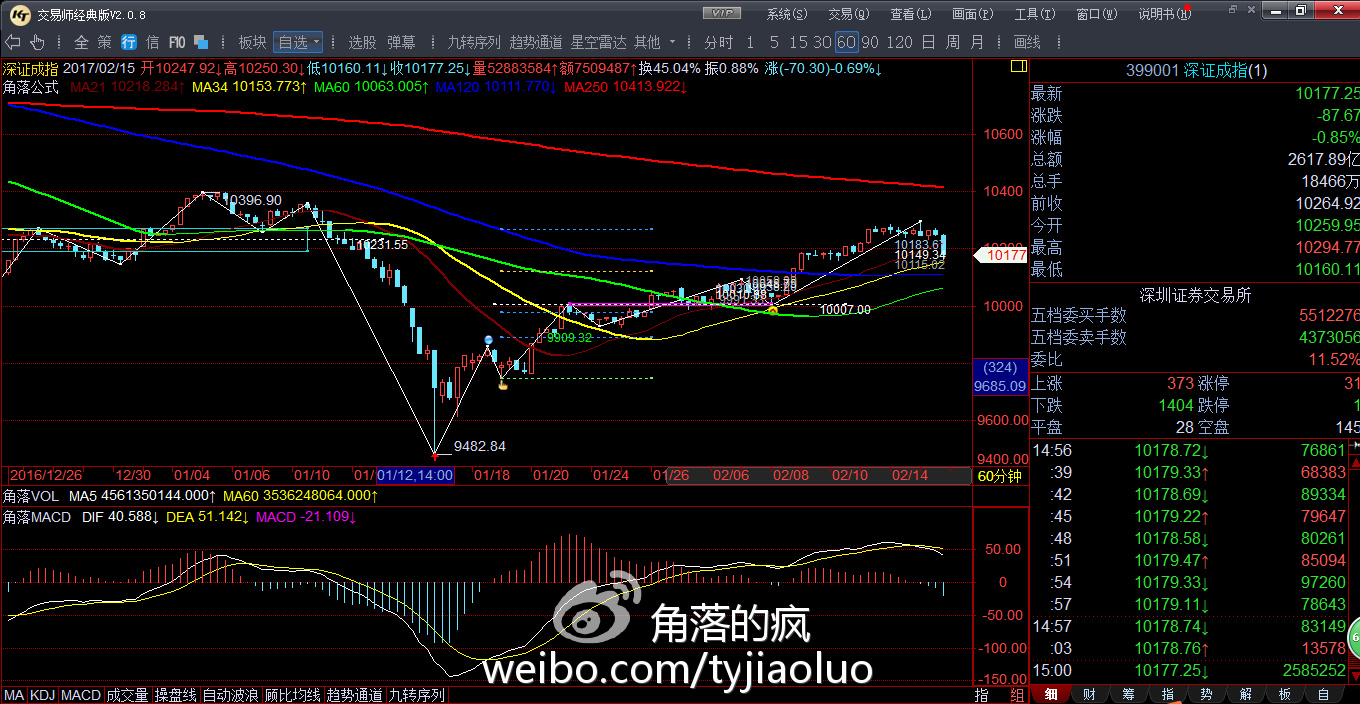 交易师经典版V2.0.8 VIP 系统(S) 交易(Q) 查看(L) 画面(P) 工具(T) 窗口(W) 说明书(H)
全 策 行 信 F10 板块 自选 选股 弹幕 九转序列 趋势通道 星空雷达 其他 分时 1 5 15 30 60 90 120 日 周 月 画线
深证成指 2017/02/15 开10247.92↓高10250.30↓低10160.11↓收10177.25↓量52883584↑额7509487↑换45.04% 振0.88% 涨(-70.30)-0.69%↓
角落公式 MA21 10218.284↑ MA34 10153.773↑ MA60 10063.005↑ MA120 10111.770↓ MA250 10413.922↓
10600
10400
10396.90
10231.55
10200
10183.67
10149.34
10115.02
10177
10000
10007.00
9909.32
(324)
9685.09
9600.00
9482.84
9400.00
2016/12/26 12/30 01/04 01/06 01/10 01/ 01/12,14:00 01/18 01/20 01/24 01/26 02/06 02/08 02/10 02/14 60分钟
角落VOL MA5 4561350144.000↑ MA60 3536248064.000↑
角落MACD DIF 40.588↓ DEA 51.142↓ MACD -21.109↓
50.00
0
-50.00
-100.00
-150.00
角落的疯
weibo.com/tyjiaoluo
MA KDJ MACD 成交量 操盘线 自动波浪 顾比均线 趋势通道 九转序列 指 组
399001 深证成指(1)
最新 10177.25
涨跌 -87.67
涨幅 -0.85%
总额 2617.89亿
总手 18466万
前收 10264.92
今开 10259.95
最高 10294.77
最低 10160.11
深圳证券交易所
五档委买手数 5512276
五档委卖手数 4373056
委比 11.52%
上涨 373 涨停 31
下跌 1404 跌停 1
平盘 28 空盘 145
14:56 10178.72↓ 76861
:39 10179.33↑ 68383
:42 10178.69↓ 89334
:45 10179.22↑ 79647
:48 10178.58↓ 80261
:51 10179.47↑ 85094
:54 10179.33↓ 97260
:57 10179.11↓ 78643
14:57 10178.74↓ 83149
:03 10178.76↑ 13578
15:00 10177.25↓ 2585252
细 财 筹 指 势 解 板 自